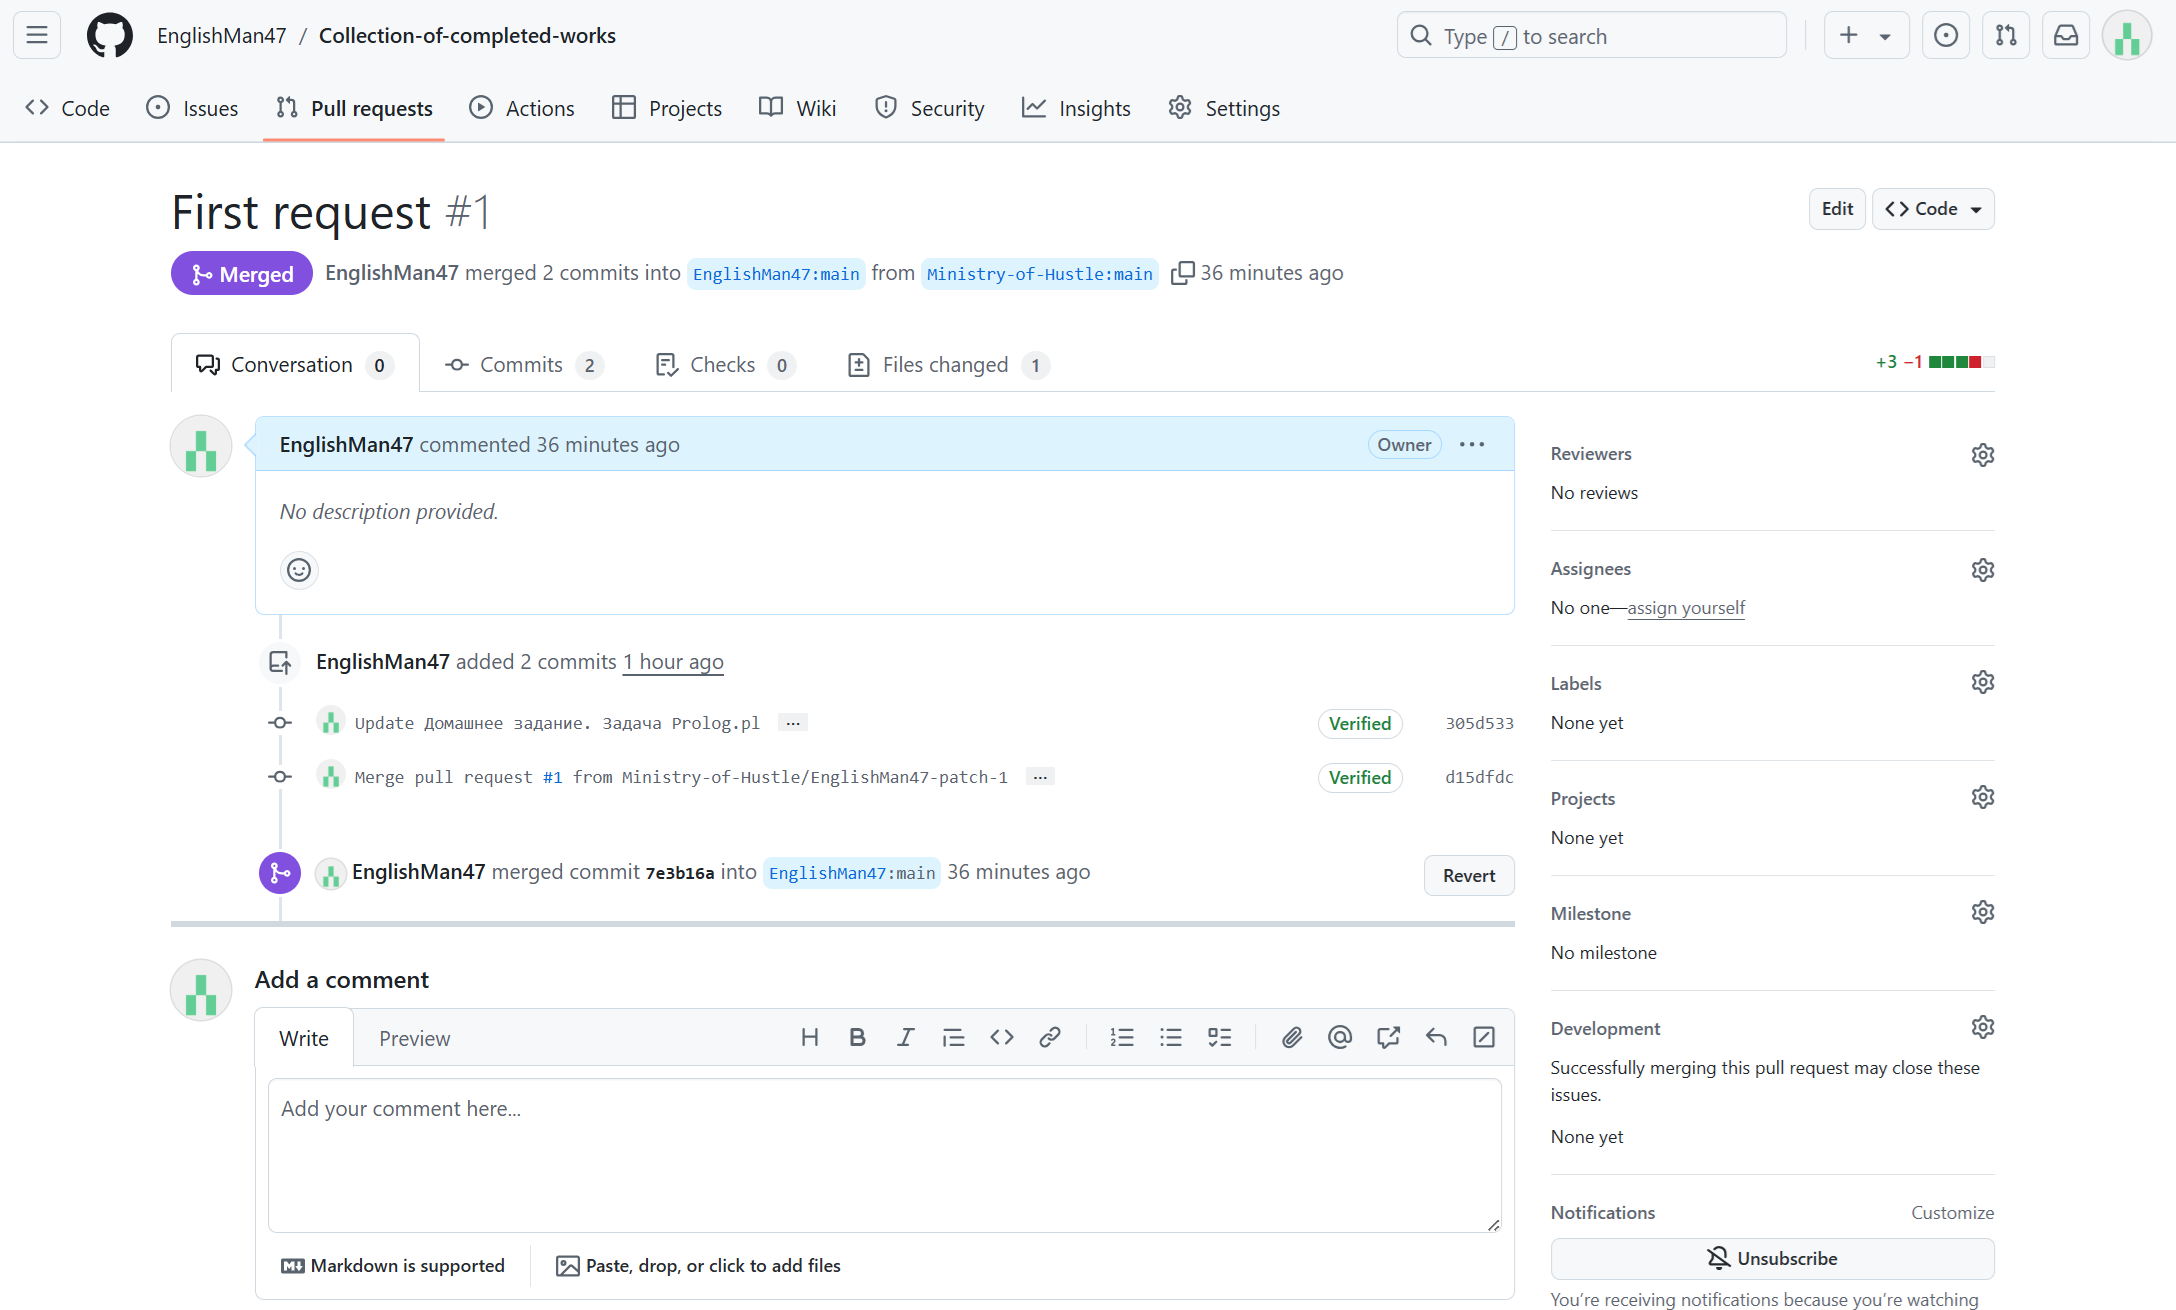 EnglishMan47 / Collection-of-completed-works
Type / to search
Code
Issues
Pull requests
Actions
Projects
Wiki
Security
Insights
Settings
First request #1
Edit
Code
Merged
EnglishMan47 merged 2 commits into EnglishMan47:main from Ministry-of-Hustle:main 36 minutes ago
Conversation 0
Commits 2
Checks 0
Files changed 1
+3 −1
EnglishMan47 commented 36 minutes ago
Owner
No description provided.
EnglishMan47 added 2 commits 1 hour ago
Update Домашнее задание. Задача Prolog.pl ...
Verified
305d533
Merge pull request #1 from Ministry-of-Hustle/EnglishMan47-patch-1 ...
Verified
d15dfdc
EnglishMan47 merged commit 7e3b16a into EnglishMan47:main 36 minutes ago
Revert
Add a comment
Write
Preview
Add your comment here...
Markdown is supported
Paste, drop, or click to add files
Reviewers
No reviews
Assignees
No one—assign yourself
Labels
None yet
Projects
None yet
Milestone
No milestone
Development
Successfully merging this pull request may close these
issues.
None yet
Notifications
Customize
Unsubscribe
You're receiving notifications because you're watching